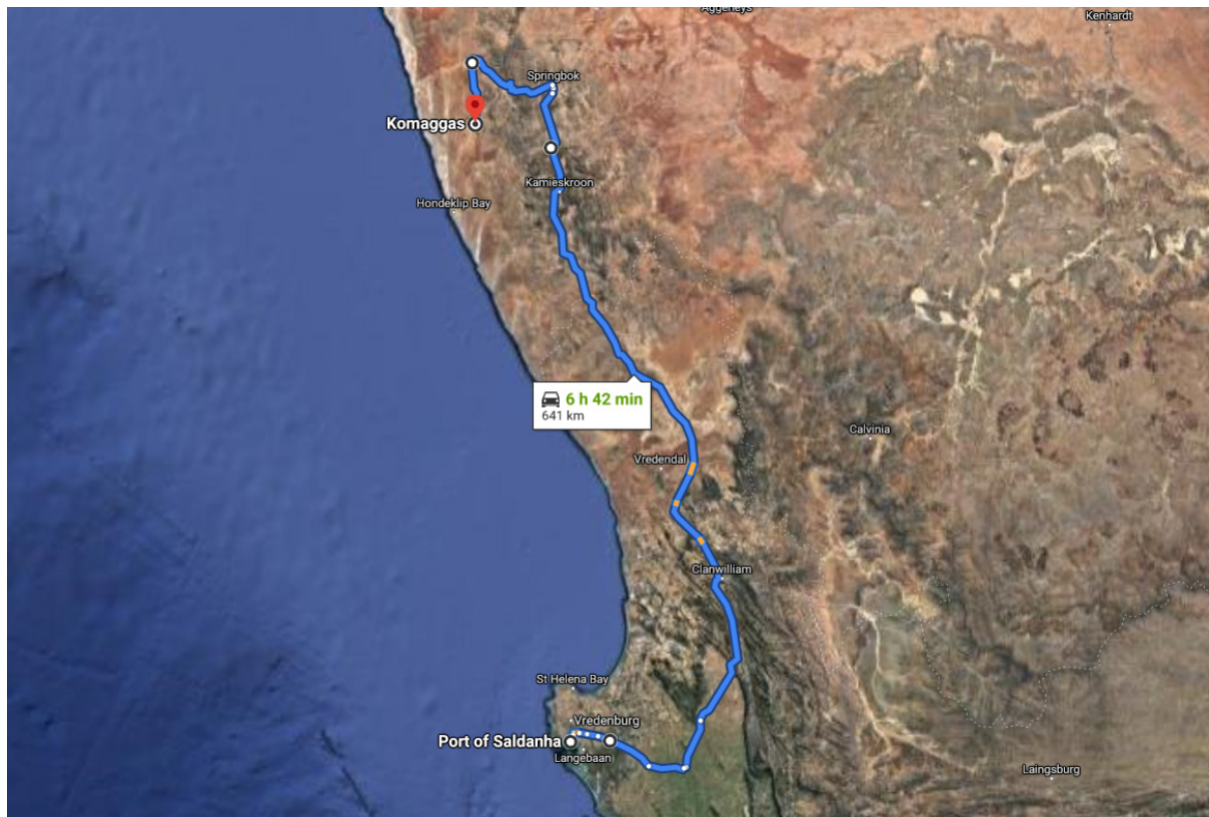 Aggeneys
Kenhardt
Springbok
Komaggas
Kamieskroon
Hondeklip Bay
6 h 42 min
641 km
Calvinia
Vredendal
Clanwilliam
St Helena Bay
Vredenburg
Port of Saldanha
Langebaan
Laingsburg